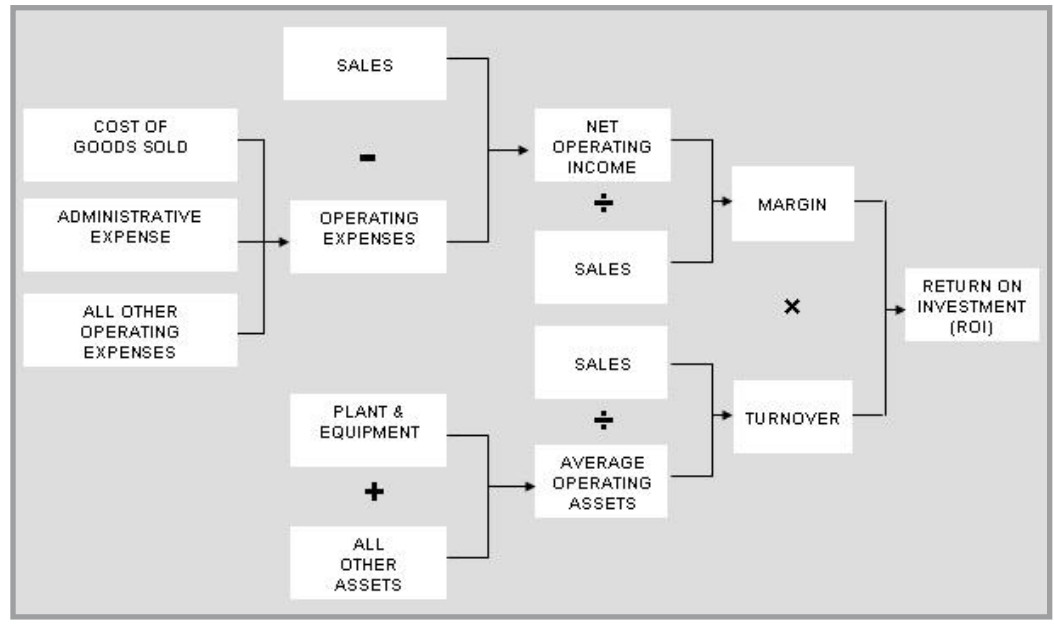 SALES
COST OF
GOODS SOLD
-
NET
OPERATING
INCOME
ADMINISTRATIVE
EXPENSE
OPERATING
EXPENSES
÷
MARGIN
SALES
ALL OTHER
OPERATING
EXPENSES
×
RETURN ON
INVESTMENT
(ROI)
SALES
PLANT &
EQUIPMENT
÷
TURNOVER
+
AVERAGE
OPERATING
ASSETS
ALL
OTHER
ASSETS